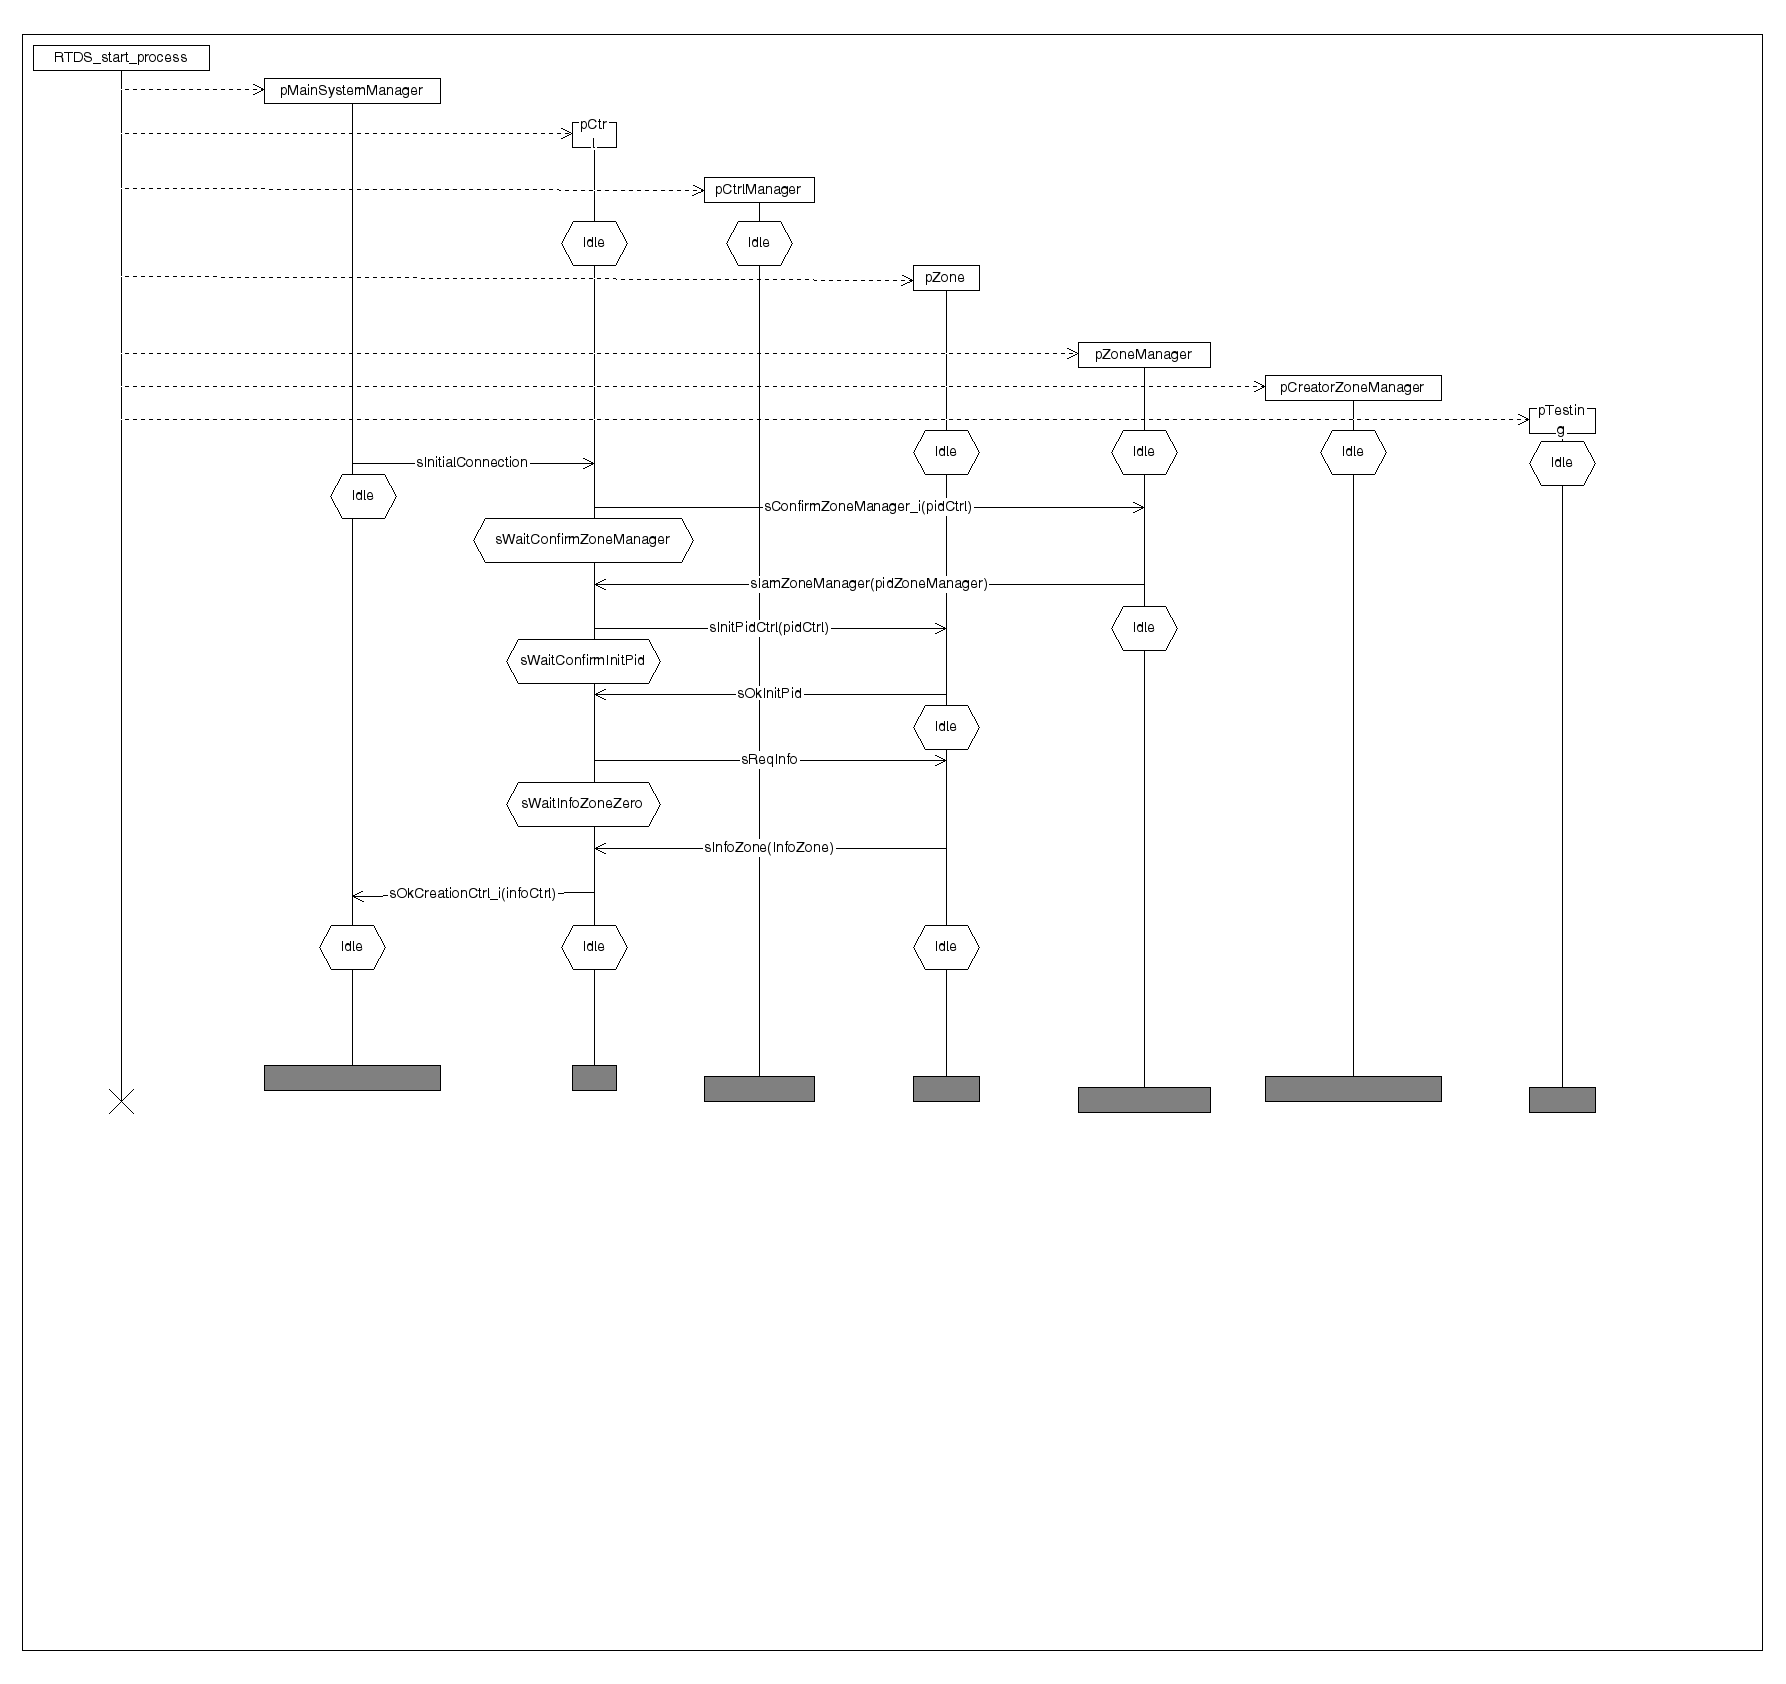 RTDS_start_process
pMainSystemManager
pCtr
l
pCtrlManager
Idle
Idle
pZone
pZoneManager
pCreatorZoneManager
pTestin
g
Idle
Idle
Idle
Idle
sInitialConnection
Idle
sConfirmZoneManager_i(pidCtrl)
sWaitConfirmZoneManager
sIamZoneManager(pidZoneManager)
sInitPidCtrl(pidCtrl)
Idle
sWaitConfirmInitPid
sOkInitPid
Idle
sReqInfo
sWaitInfoZoneZero
sInfoZone(InfoZone)
sOkCreationCtrl_i(infoCtrl)
Idle
Idle
Idle